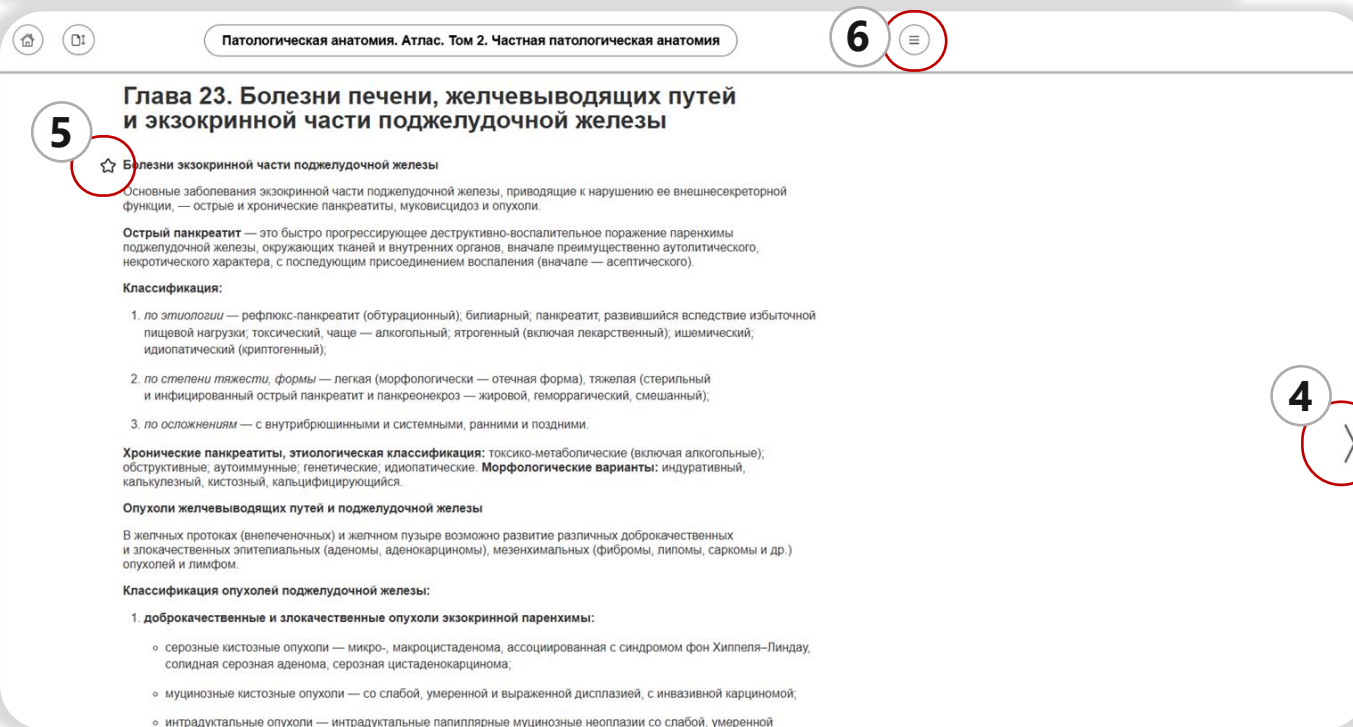 Патологическая анатомия. Атлас. Том 2. Частная патологическая анатомия
6
Глава 23. Болезни печени, желчевыводящих путей
и экзокринной части поджелудочной железы
5
Болезни экзокринной части поджелудочной железы
Основные заболевания экзокринной части поджелудочной железы, приводящие к нарушению ее внешнесекреторной
функции, — острые и хронические панкреатиты, муковисцидоз и опухоли.
Острый панкреатит — это быстро прогрессирующее деструктивно-воспалительное поражение паренхимы
поджелудочной железы, окружающих тканей и внутренних органов, вначале преимущественно аутолитического,
некротического характера, с последующим присоединением воспаления (вначале — асептического).
Классификация:
1. по этиологии — рефлюкс-панкреатит (обтурационный); билиарный; панкреатит, развившийся вследствие избыточной
пищевой нагрузки; токсический, чаще — алкогольный; ятрогенный (включая лекарственный); ишемический;
идиопатический (криптогенный);
2. по степени тяжести, формы — легкая (морфологически — отечная форма), тяжелая (стерильный
и инфицированный острый панкреатит и панкреонекроз — жировой, геморрагический, смешанный);
4
3. по осложнениям — с внутрибрюшинными и системными, ранними и поздними.
Хронические панкреатиты, этиологическая классификация: токсико-метаболические (включая алкогольные);
обструктивные; аутоиммунные; генетические; идиопатические. Морфологические варианты: индуративный,
калькулезный, кистозный, кальцифицирующийся.
Опухоли желчевыводящих путей и поджелудочной железы
В желчных протоках (внепеченочных) и желчном пузыре возможно развитие различных доброкачественных
и злокачественных эпителиальных (аденомы, аденокарциномы), мезенхимальных (фибромы, липомы, саркомы и др.)
опухолей и лимфом.
Классификация опухолей поджелудочной железы:
1. доброкачественные и злокачественные опухоли экзокринной паренхимы:
◦ серозные кистозные опухоли — микро-, макроцистаденома, ассоциированная с синдромом фон Хиппеля–Линдау,
солидная серозная аденома, серозная цистаденокарцинома;
◦ муцинозные кистозные опухоли — со слабой, умеренной и выраженной дисплазией, с инвазивной карциномой;
◦ интрадуктальные опухоли — интрадуктальные папиллярные муцинозные неоплазии со слабой, умеренной